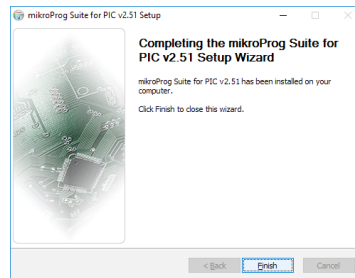 mikroProg Suite for PIC v2.51 Setup
Completing the mikroProg Suite for
PIC v2.51 Setup Wizard
mikroProg Suite for PIC v2.51 has been installed on your
computer.
Click Finish to close this wizard.
< Back
Finish
Cancel